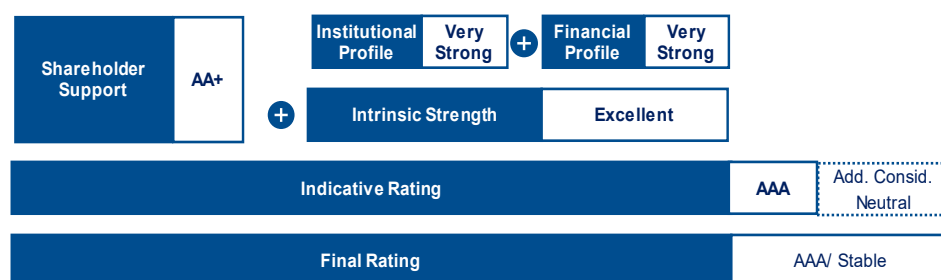 Shareholder
Support
AA+
+
Institutional
Profile
Very
Strong
+
Financial
Profile
Very
Strong
+
Intrinsic Strength
Excellent
Indicative Rating
AAA
Add. Consid.
Neutral
Final Rating
AAA/ Stable